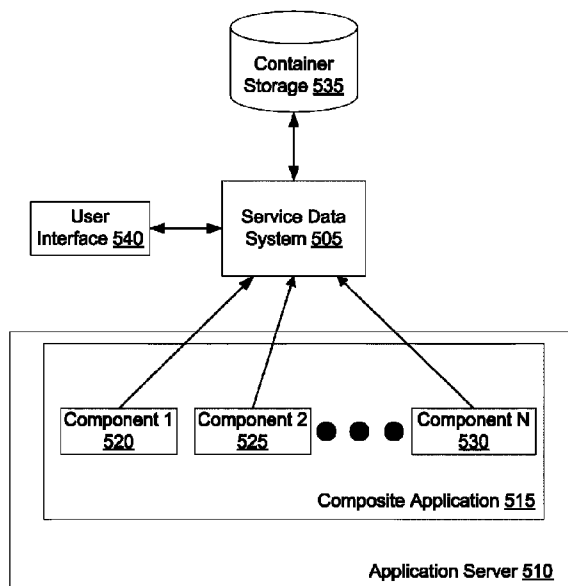 Container
Storage 535
User
Interface 540
Service Data
System 505
Component 1
520
Component 2
525
Component N
530
Composite Application 515
Application Server 510